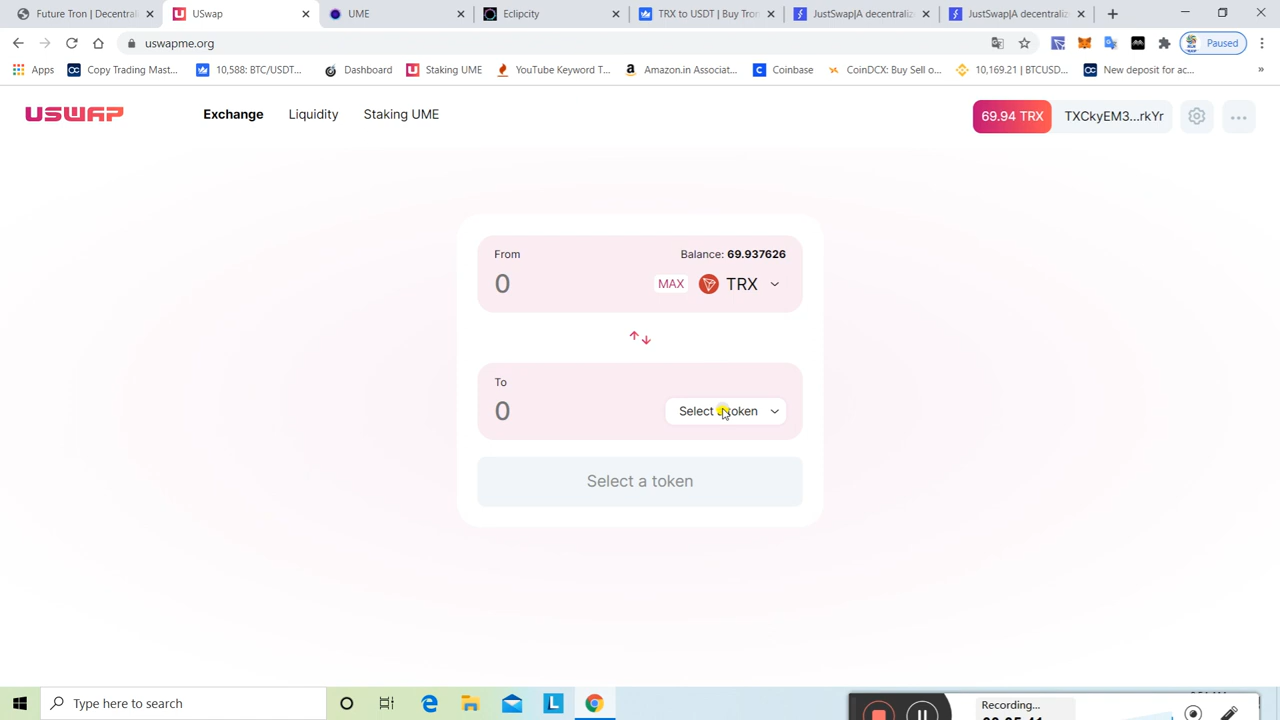 Future Tron | Decentral
USwap
UME
Eclipcity
TRX to USDT | Buy Tron
JustSwap|A decentraliz
JustSwap|A decentraliz
uswapme.org
Paused
Apps
Copy Trading Mast...
10,588: BTC/USDT...
Dashboard
Staking UME
YouTube Keyword T...
Amazon.in Associat...
Coinbase
CoinDCX: Buy Sell o...
10,169.21 | BTCUSD...
New deposit for ac...
»
USWAP
Exchange
Liquidity
Staking UME
69.94 TRX
TXCkyEM3...rkYr
From
Balance: 69.937626
0
MAX
TRX
To
0
Select token
Select a token
Type here to search
Recording...